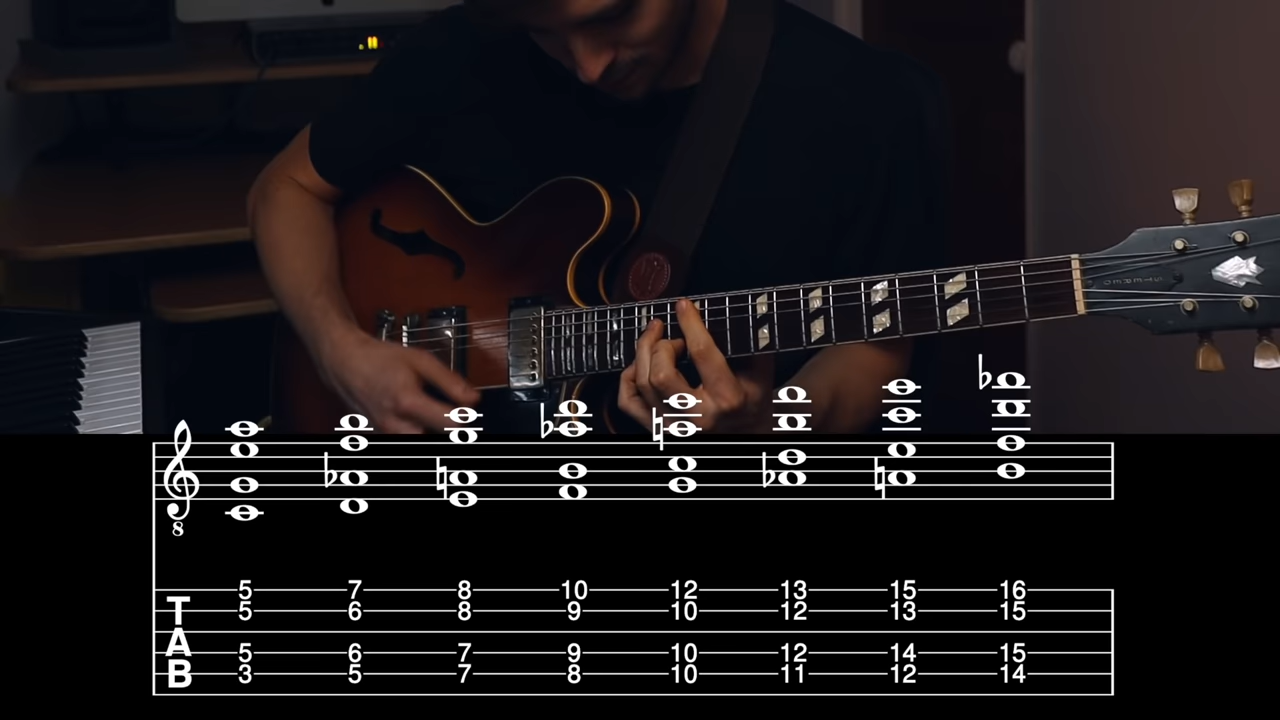 STEREO
8
5 7 8 10 12 13 15 16
T 5 6 8 9 10 12 13 15
A
5 6 7 9 10 12 14 15
B 3 5 7 8 10 11 12 14